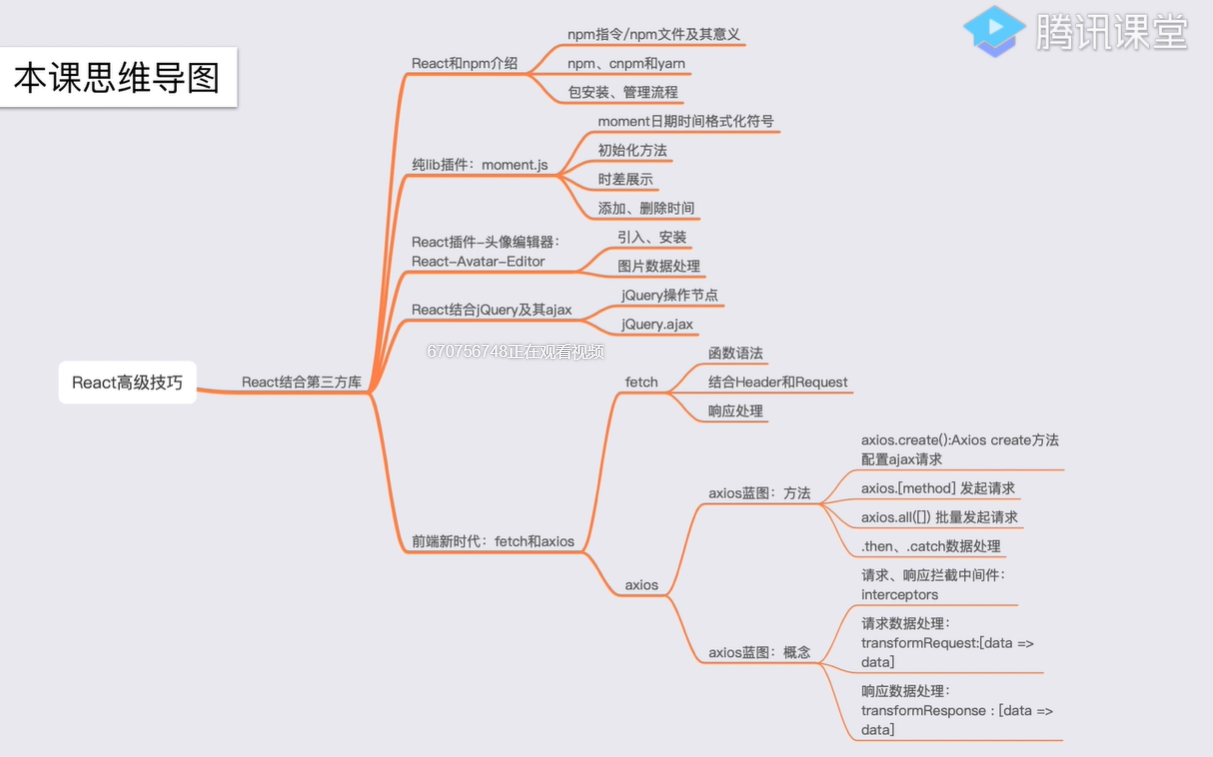 腾讯课堂
本课思维导图
React高级技巧
React结合第三方库
React和npm介绍
npm指令/npm文件及其意义
npm、cnpm和yarn
包安装、管理流程
纯lib插件：moment.js
moment日期时间格式化符号
初始化方法
时差展示
添加、删除时间
React插件-头像编辑器：
React-Avatar-Editor
引入、安装
图片数据处理
React结合jQuery及其ajax
jQuery操作节点
jQuery.ajax
670756748正在观看视频
前端新时代：fetch和axios
fetch
函数语法
结合Header和Request
响应处理
axios
axios蓝图：方法
axios.create():Axios create方法
配置ajax请求
axios.[method] 发起请求
axios.all([]) 批量发起请求
.then、.catch数据处理
axios蓝图：概念
请求、响应拦截中间件：
interceptors
请求数据处理：
transformRequest:[data =>
data]
响应数据处理：
transformResponse : [data =>
data]